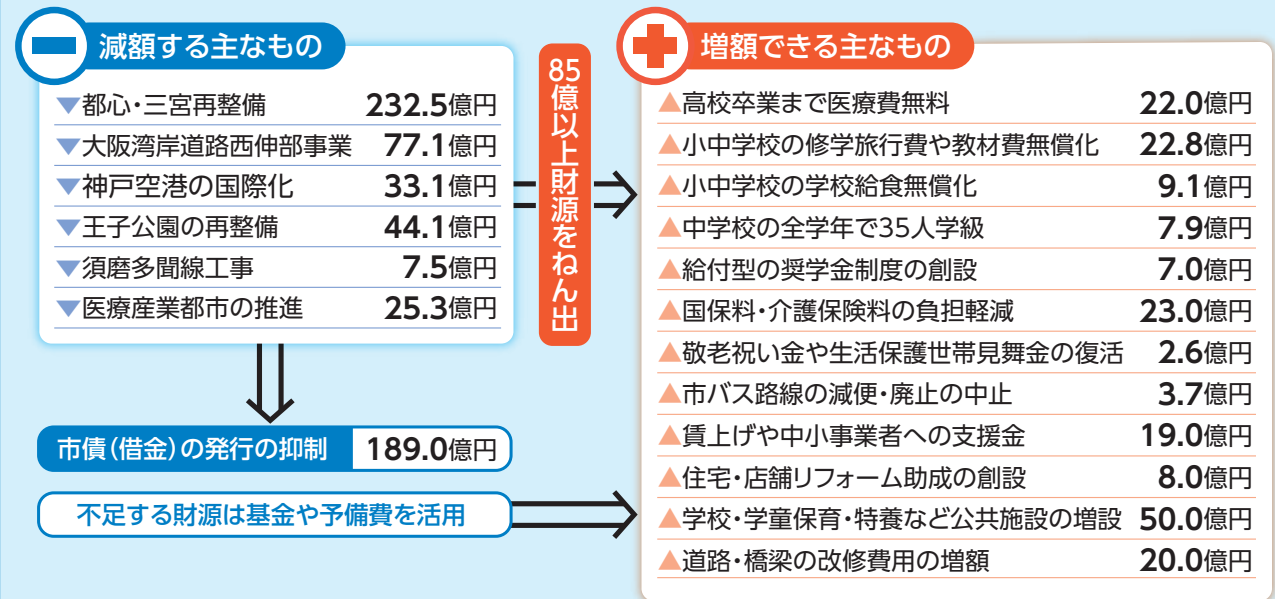 減額する主なもの
▼都心・三宮再整備 232.5億円
▼大阪湾岸道路西伸部事業 77.1億円
▼神戸空港の国際化 33.1億円
▼王子公園の再整備 44.1億円
▼須磨多聞線工事 7.5億円
▼医療産業都市の推進 25.3億円
市債(借金)の発行の抑制 189.0億円
不足する財源は基金や予備費を活用
85億以上財源をねん出
増額できる主なもの
▲高校卒業まで医療費無料 22.0億円
▲小中学校の修学旅行費や教材費無償化 22.8億円
▲小中学校の学校給食無償化 9.1億円
▲中学校の全学年で35人学級 7.9億円
▲給付型の奨学金制度の創設 7.0億円
▲国保料・介護保険料の負担軽減 23.0億円
▲敬老祝い金や生活保護世帯見舞金の復活 2.6億円
▲市バス路線の減便・廃止の中止 3.7億円
▲賃上げや中小事業者への支援金 19.0億円
▲住宅・店舗リフォーム助成の創設 8.0億円
▲学校・学童保育・特養など公共施設の増設 50.0億円
▲道路・橋梁の改修費用の増額 20.0億円